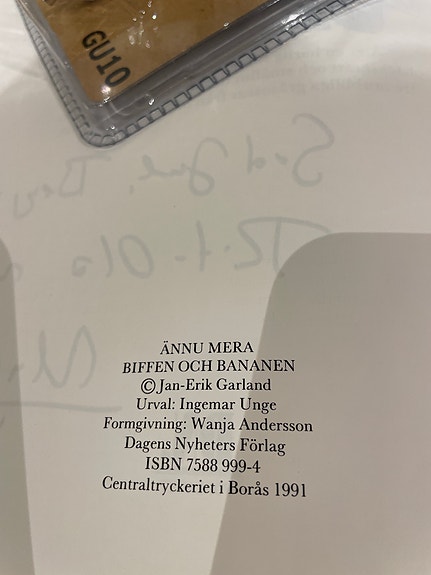 GU10
ÄNNU MERA
BIFFEN OCH BANANEN
© Jan-Erik Garland
Urval: Ingemar Unge
Formgivning: Wanja Andersson
Dagens Nyheters Förlag
ISBN 7588 999-4
Centraltryckeriet i Borås 1991